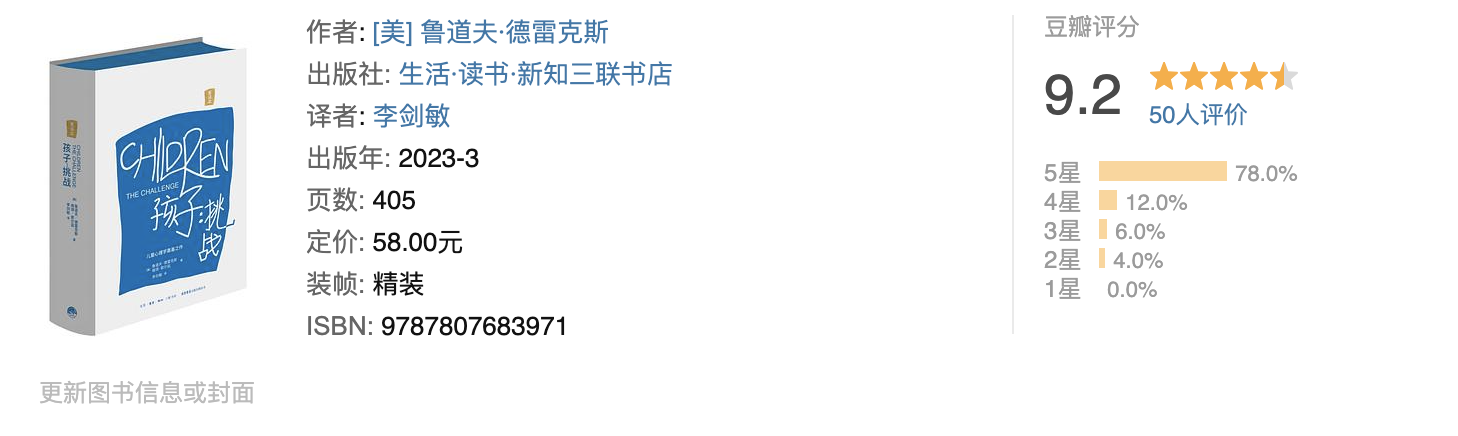 作者: [美] 鲁道夫·德雷克斯
出版社: 生活·读书·新知三联书店
译者: 李剑敏
出版年: 2023-3
页数: 405
定价: 58.00元
装帧: 精装
ISBN: 9787807683971
豆瓣评分
9.2
50人评价
5星 78.0%
4星 12.0%
3星 6.0%
2星 4.0%
1星 0.0%
CHILDREN
THE CHALLENGE
孩子:挑战
儿童心理学奠基之作
CHILDREN
THE CHALLENGE
孩子:挑战
更新图书信息或封面